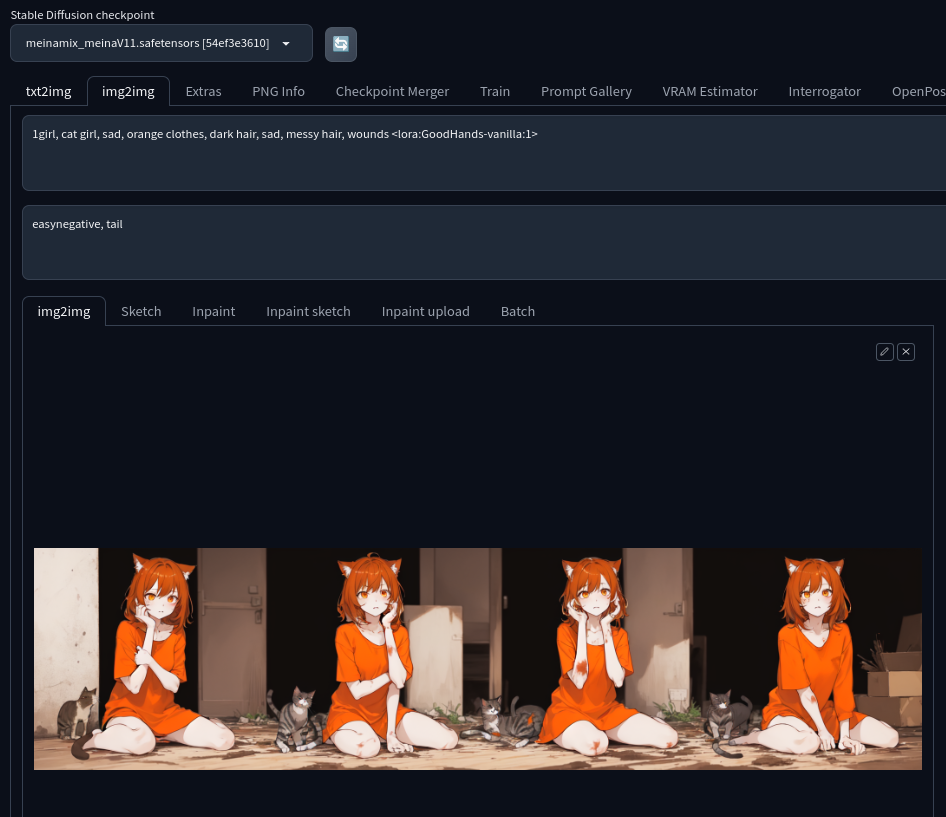 Stable Diffusion checkpoint
meinamix_meinaV11.safetensors [54ef3e3610]
txt2img img2img Extras PNG Info Checkpoint Merger Train Prompt Gallery VRAM Estimator Interrogator OpenPos
1girl, cat girl, sad, orange clothes, dark hair, sad, messy hair, wounds <lora:GoodHands-vanilla:1>
easynegative, tail
img2img Sketch Inpaint Inpaint sketch Inpaint upload Batch